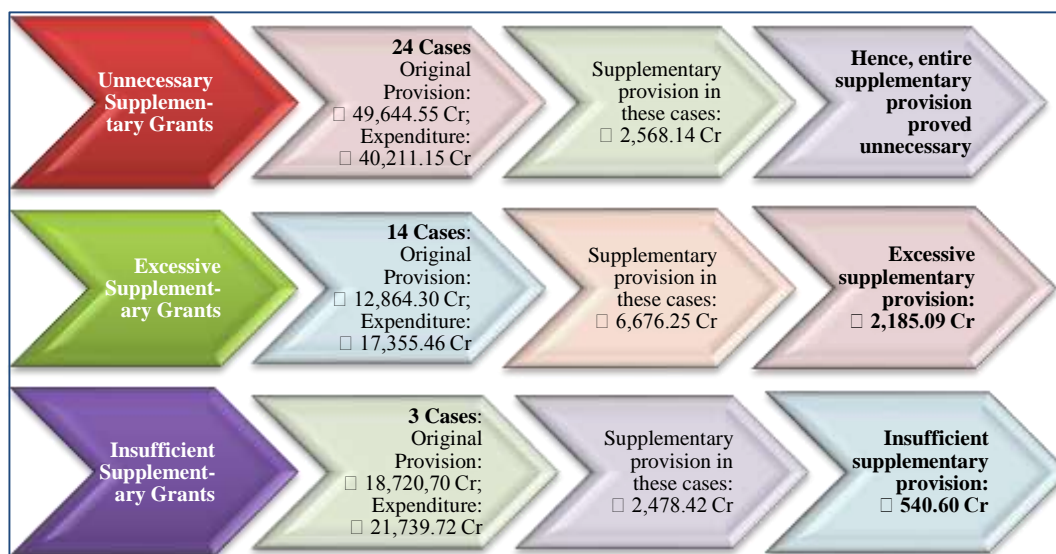 Unnecessary
Supplemen-
tary Grants
24 Cases
Original
Provision:
□ 49,644.55 Cr;
Expenditure:
□ 40,211.15 Cr
Supplementary
provision in
these cases:
□ 2,568.14 Cr
Hence, entire
supplementary
provision
proved
unnecessary
Excessive
Supplement-
ary Grants
14 Cases:
Original
Provision:
□ 12,864.30 Cr;
Expenditure:
□ 17,355.46 Cr
Supplementary
provision in
these cases:
□ 6,676.25 Cr
Excessive
supplementary
provision:
□ 2,185.09 Cr
Insufficient
Supplement-
ary Grants
3 Cases:
Original
Provision:
□ 18,720,70 Cr;
Expenditure:
□ 21,739.72 Cr
Supplementary
provision in
these cases:
□ 2,478.42 Cr
Insufficient
supplementary
provision:
□ 540.60 Cr